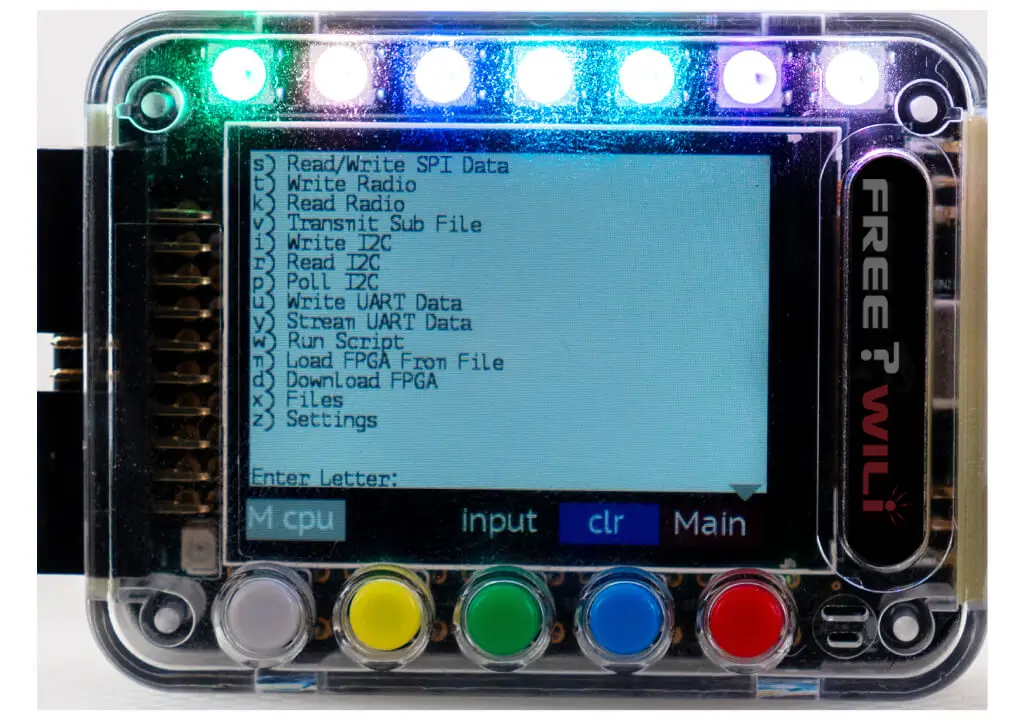 s) Read/Write SPI Data
t) Write Radio
k) Read Radio
v) Transmit Sub File
i) Write I2C
r) Read I2C
p) Poll I2C
u) Write UART Data
y) Stream UART Data
w) Run Script
m) Load FPGA From File
d) Download FPGA
x) Files
z) Settings
Enter Letter:
M cpu input clr Main
FREE?WILi